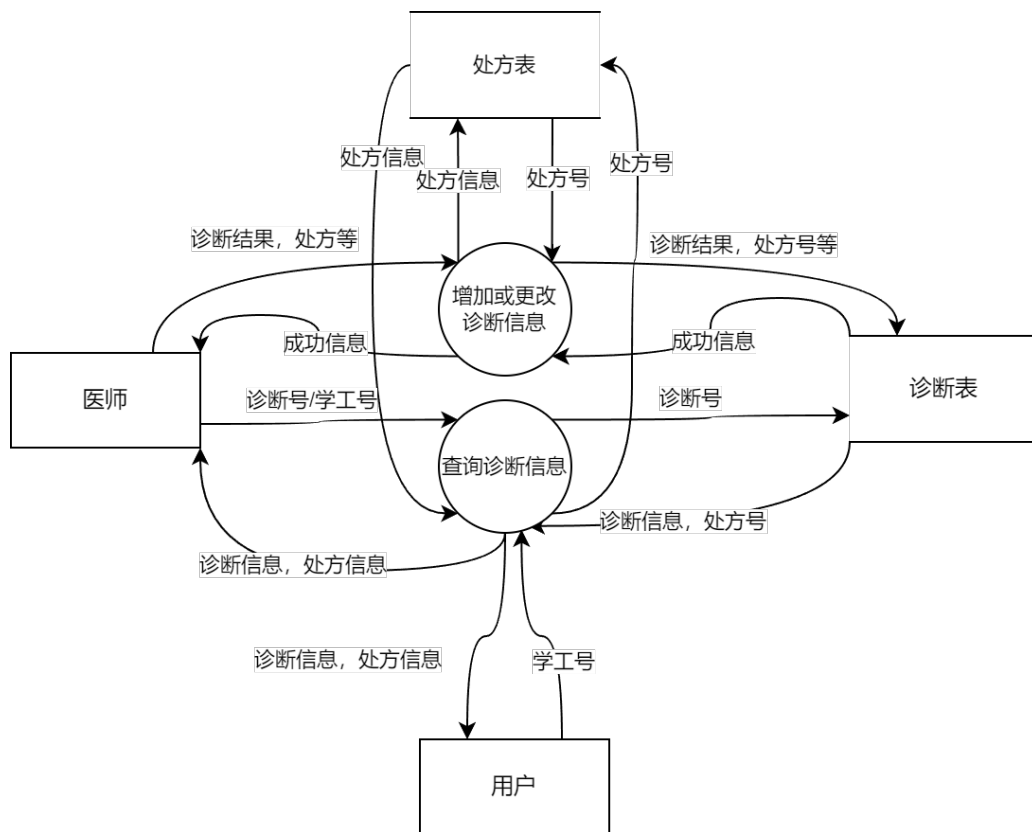 处方表
处方信息
处方信息
处方号
处方号
诊断结果，处方等
诊断结果，处方号等
增加或更改
诊断信息
成功信息
成功信息
医师
诊断号/学工号
诊断号
诊断表
查询诊断信息
诊断信息，处方号
诊断信息，处方信息
诊断信息，处方信息
学工号
用户